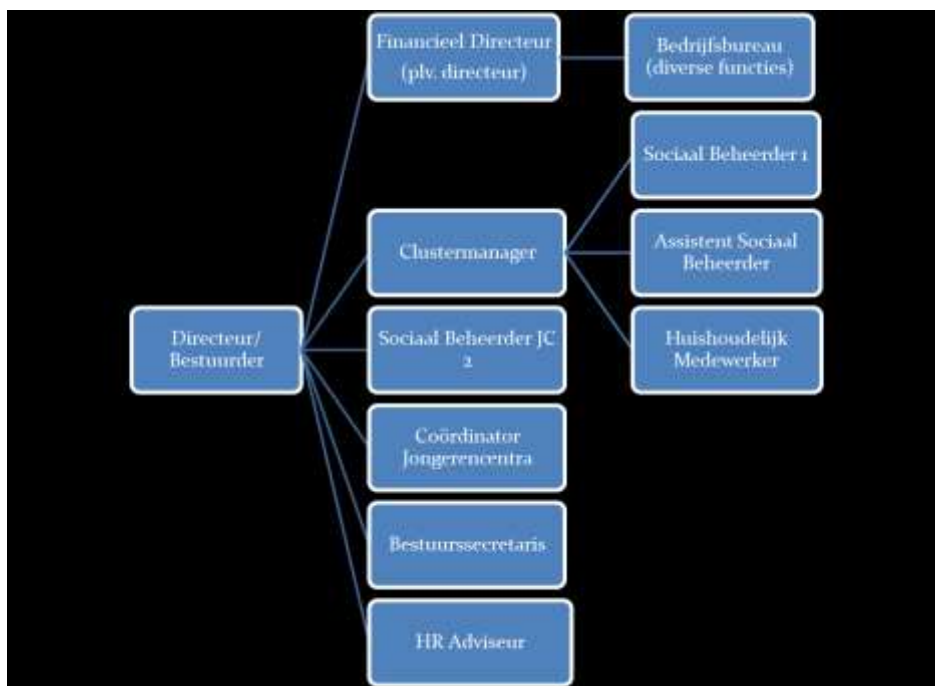 Financieel Directeur
(plv. directeur)
Bedrijfsbureau
(diverse functies)
Sociaal Beheerder 1
Clustermanager
Assistent Sociaal
Beheerder
Directeur/
Bestuurder
Sociaal Beheerder JC
2
Huishoudelijk
Medewerker
Coördinator
Jongerencentra
Bestuurssecretaris
HR Adviseur